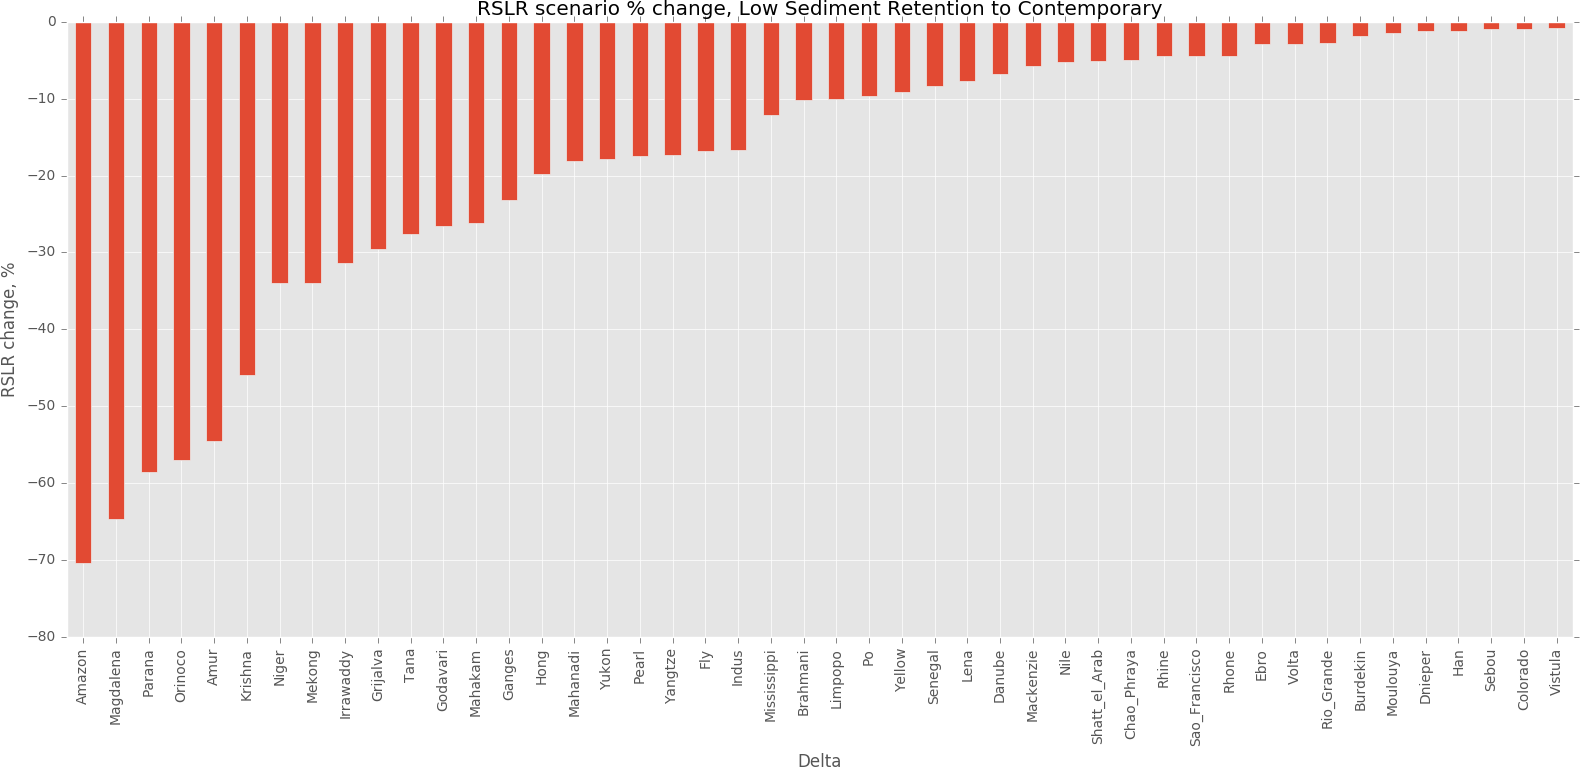 RSLR scenario % change, Low Sediment Retention to Contemporary
RSLR change, %
0
−10
−20
−30
−40
−50
−60
−70
−80
Amazon
Magdalena
Parana
Orinoco
Amur
Krishna
Niger
Mekong
Irrawaddy
Grijalva
Tana
Godavari
Mahakam
Ganges
Hong
Mahanadi
Yukon
Pearl
Yangtze
Fly
Indus
Mississippi
Brahmani
Limpopo
Po
Yellow
Senegal
Lena
Danube
Mackenzie
Nile
Shatt_el_Arab
Chao_Phraya
Rhine
Sao_Francisco
Rhone
Ebro
Volta
Rio_Grande
Burdekin
Moulouya
Dnieper
Han
Sebou
Colorado
Vistula
Delta